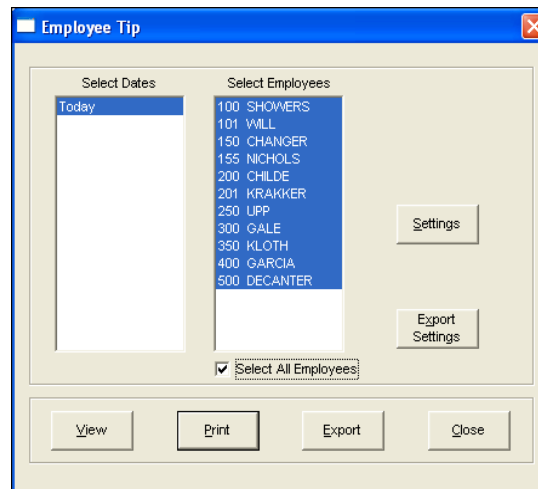 Employee Tip
Select Dates
Today
Select Employees
100 SHOWERS
101 WILL
150 CHANGER
155 NICHOLS
200 CHILDE
201 KRAKKER
250 UPP
300 GALE
350 KLOTH
400 GARCIA
500 DECANTER
Select All Employees
Settings
Export
Settings
View
Print
Export
Close